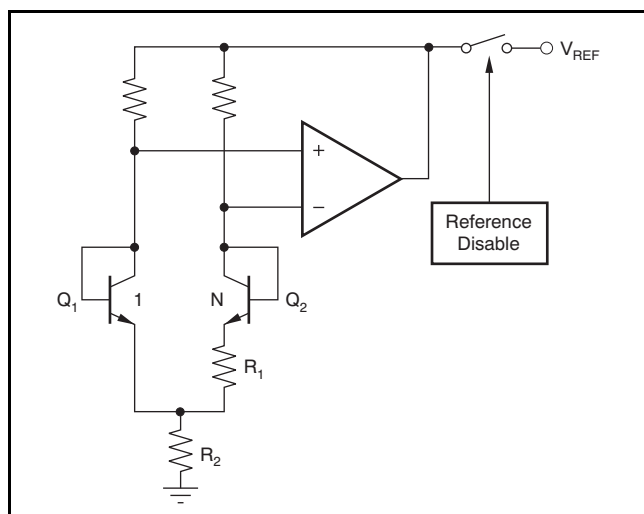 V_REF
+
−
Reference
Disable
Q_1
1
N
Q_2
R_1
R_2